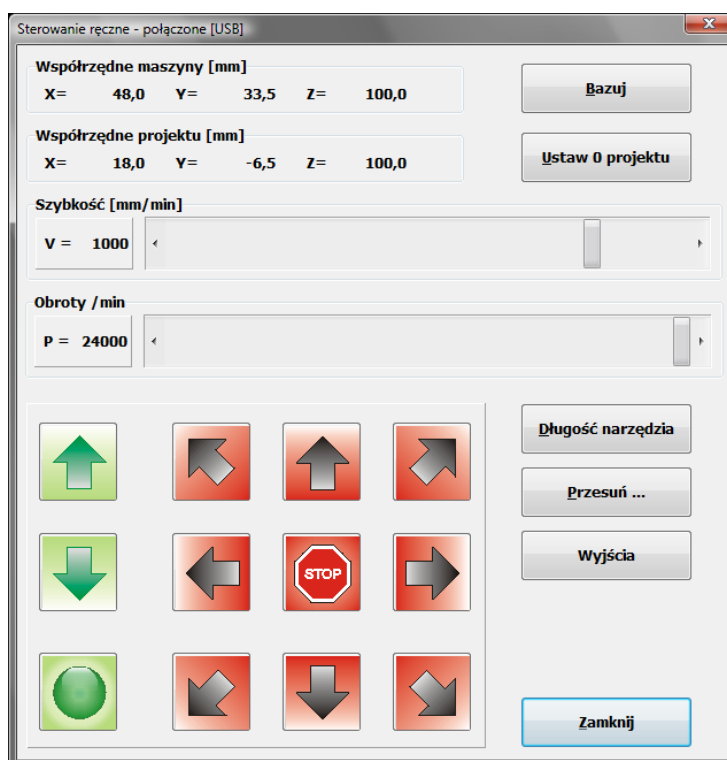 Sterowanie ręczne - połączone [USB]
Współrzędne maszyny [mm]
X= 48,0 Y= 33,5 Z= 100,0
Bazuj
Współrzędne projektu [mm]
X= 18,0 Y= -6,5 Z= 100,0
Ustaw 0 projektu
Szybkość [mm/min]
V = 1000
Obroty /min
P = 24000
Długość narzędzia
Przesuń ...
Wyjścia
STOP
Zamknij